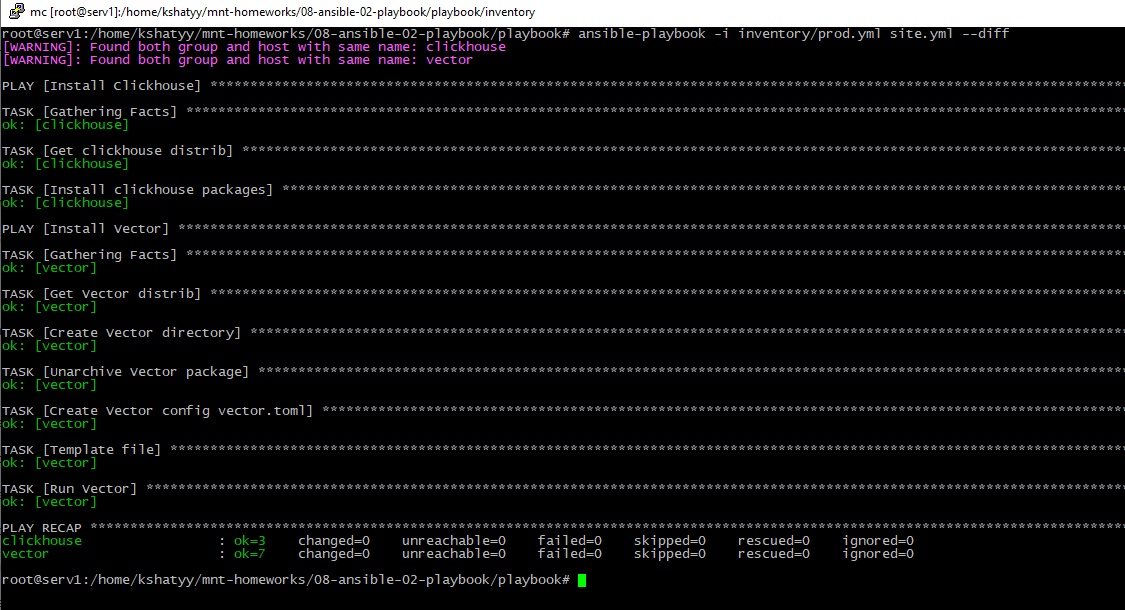 mc [root@serv1]:/home/kshatyy/mnt-homeworks/08-ansible-02-playbook/playbook/inventory
root@serv1:/home/kshatyy/mnt-homeworks/08-ansible-02-playbook/playbook# ansible-playbook -i inventory/prod.yml site.yml --diff
[WARNING]: Found both group and host with same name: clickhouse
[WARNING]: Found both group and host with same name: vector
PLAY [Install Clickhouse] ******************************************************************************************************************
TASK [Gathering Facts] *********************************************************************************************************************
ok: [clickhouse]
TASK [Get clickhouse distrib] **************************************************************************************************************
ok: [clickhouse]
TASK [Install clickhouse packages] *********************************************************************************************************
ok: [clickhouse]
PLAY [Install Vector] **********************************************************************************************************************
TASK [Gathering Facts] *********************************************************************************************************************
ok: [vector]
TASK [Get Vector distrib] ******************************************************************************************************************
ok: [vector]
TASK [Create Vector directory] *************************************************************************************************************
ok: [vector]
TASK [Unarchive Vector package] ************************************************************************************************************
ok: [vector]
TASK [Create Vector config vector.toml] ****************************************************************************************************
ok: [vector]
TASK [Template file] ***********************************************************************************************************************
ok: [vector]
TASK [Run Vector] **************************************************************************************************************************
ok: [vector]
PLAY RECAP *********************************************************************************************************************************
clickhouse : ok=3 changed=0 unreachable=0 failed=0 skipped=0 rescued=0 ignored=0
vector : ok=7 changed=0 unreachable=0 failed=0 skipped=0 rescued=0 ignored=0
root@serv1:/home/kshatyy/mnt-homeworks/08-ansible-02-playbook/playbook#